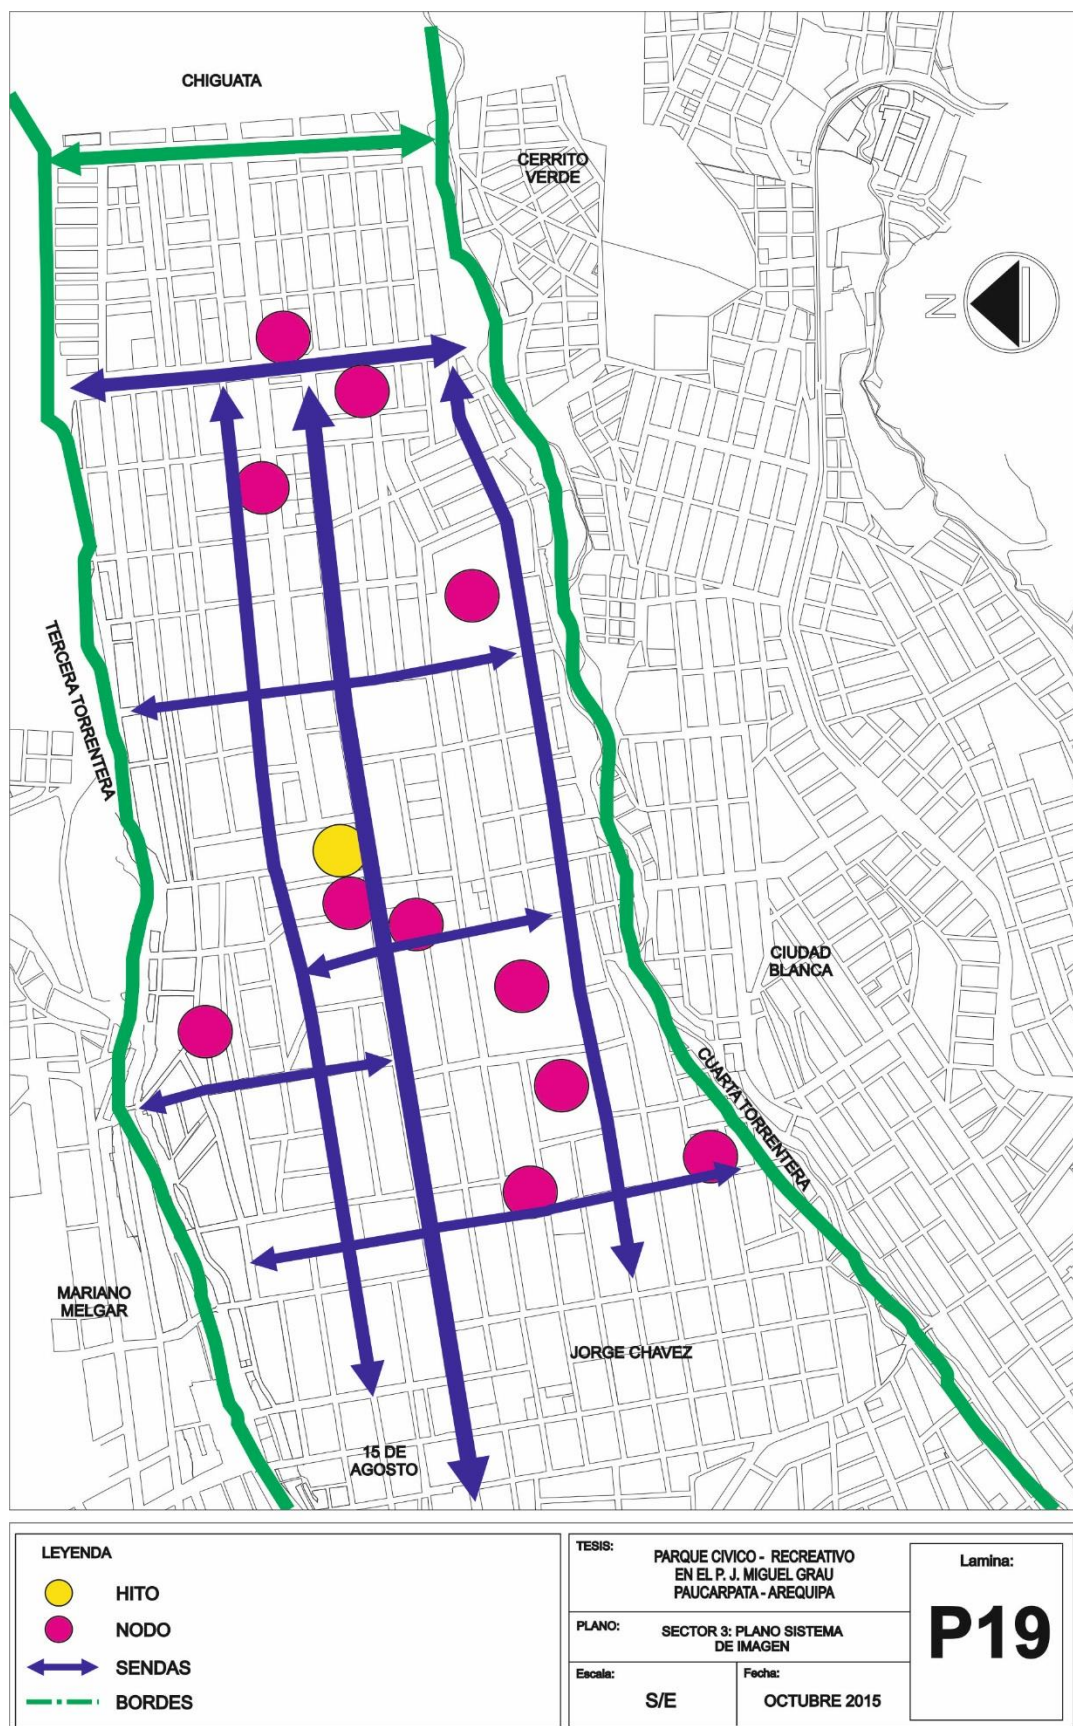 CHIGUATA
CERRITO
VERDE
N
TERCERA TORRENTERA
CIUDAD
BLANCA
CUARTA TORRENTERA
MARIANO
MELGAR
JORGE CHAVEZ
15 DE
AGOSTO
LEYENDA
HITO
NODO
SENDAS
BORDES
TESIS:
PARQUE CIVICO - RECREATIVO
EN EL P. J. MIGUEL GRAU
PAUCARPATA - AREQUIPA
PLANO:
SECTOR 3: PLANO SISTEMA
DE IMAGEN
Escala:
S/E
Fecha:
OCTUBRE 2015
Lamina:
P19